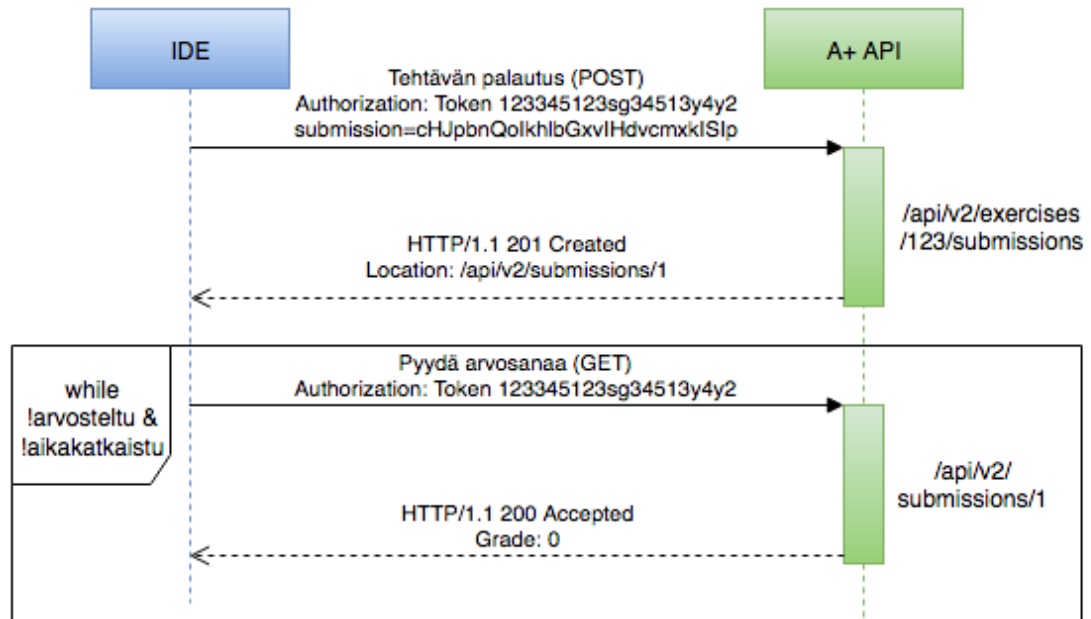 IDE
A+ API
Tehtävän palautus (POST)
Authorization: Token 123345123sg34513y4y2
submission=cHJpbnQoIkhlbGxvIHdvcmxkISIp
/api/v2/exercises
/123/submissions
HTTP/1.1 201 Created
Location: /api/v2/submissions/1
while
!arvosteltu &
!aikakatkaistu
Pyydä arvosanaa (GET)
Authorization: Token 123345123sg34513y4y2
/api/v2/
submissions/1
HTTP/1.1 200 Accepted
Grade: 0